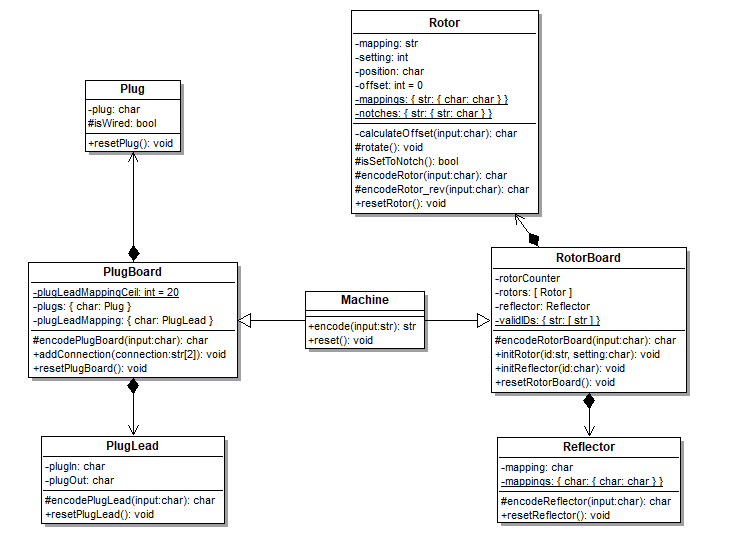 Rotor
-mapping: str
-setting: int
-position: char
-offset: int = 0
-mappings: { str: { char: char } }
-notches: { str: { str: char } }
-calculateOffset(input:char): char
#rotate(): void
#isSetToNotch(): bool
#encodeRotor(input:char): char
#encodeRotor_rev(input:char): char
+resetRotor(): void
Plug
-plug: char
#isWired: bool
+resetPlug(): void
PlugBoard
-plugLeadMappingCeil: int = 20
-plugs: { char: Plug }
-plugLeadMapping: { char: PlugLead }
#encodePlugBoard(input:char): char
+addConnection(connection:str[2]): void
+resetPlugBoard(): void
Machine
+encode(input:str): str
+reset(): void
RotorBoard
-rotorCounter
-rotors: [ Rotor ]
-reflector: Reflector
-validIDs: { str: [ str ] }
#encodeRotorBoard(input:char): char
+initRotor(id:str, setting:char): void
+initReflector(id:char): void
+resetRotorBoard(): void
PlugLead
-plugIn: char
-plugOut: char
#encodePlugLead(input:char): char
+resetPlugLead(): void
Reflector
-mapping: char
-mappings: { char: { char: char } }
#encodeReflector(input:char): char
+resetReflector(): void